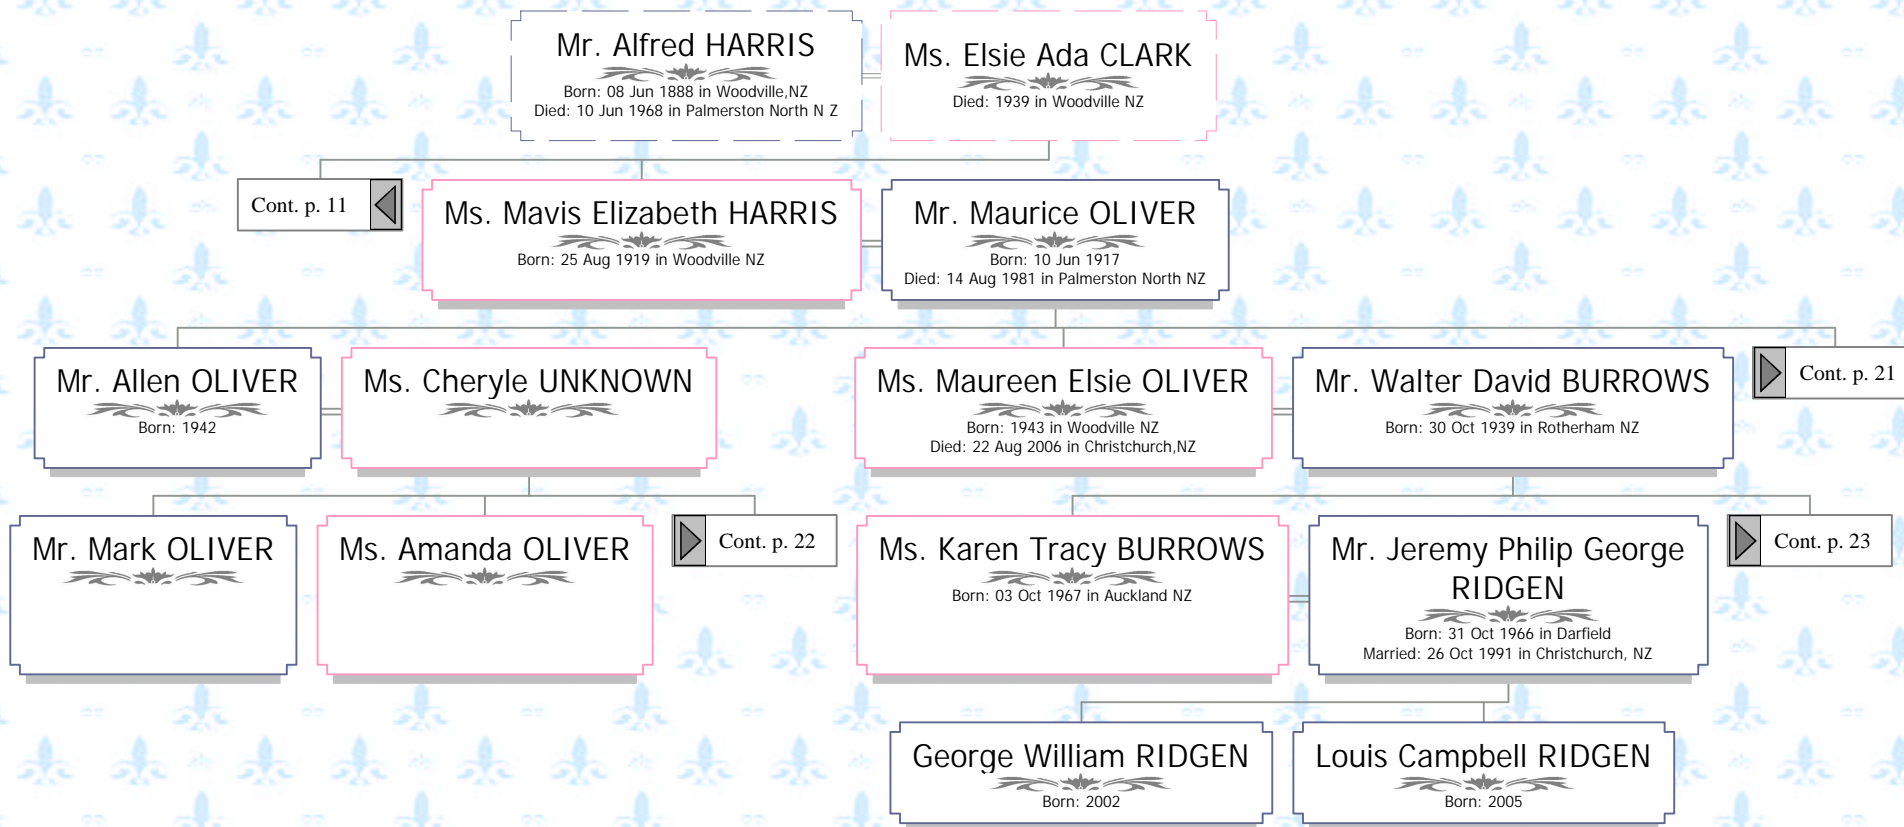 Mr. Alfred HARRIS
Born: 08 Jun 1888 in Woodville,NZ
Died: 10 Jun 1968 in Palmerston North N Z
Ms. Elsie Ada CLARK
Died: 1939 in Woodville NZ
Cont. p. 11
Ms. Mavis Elizabeth HARRIS
Born: 25 Aug 1919 in Woodville NZ
Mr. Maurice OLIVER
Born: 10 Jun 1917
Died: 14 Aug 1981 in Palmerston North NZ
Mr. Allen OLIVER
Born: 1942
Ms. Cheryle UNKNOWN
Ms. Maureen Elsie OLIVER
Born: 1943 in Woodville NZ
Died: 22 Aug 2006 in Christchurch,NZ
Mr. Walter David BURROWS
Born: 30 Oct 1939 in Rotherham NZ
Cont. p. 21
Mr. Mark OLIVER
Ms. Amanda OLIVER
Cont. p. 22
Ms. Karen Tracy BURROWS
Born: 03 Oct 1967 in Auckland NZ
Mr. Jeremy Philip George
RIDGEN
Born: 31 Oct 1966 in Darfield
Married: 26 Oct 1991 in Christchurch, NZ
Cont. p. 23
George William RIDGEN
Born: 2002
Louis Campbell RIDGEN
Born: 2005